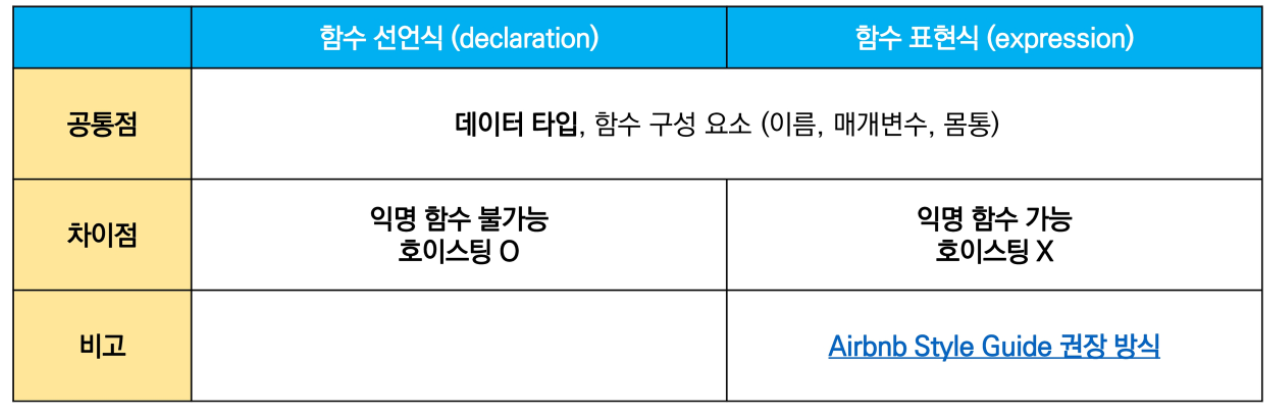 함수 선언식 (declaration)
함수 표현식 (expression)
공통점
데이터 타입, 함수 구성 요소 (이름, 매개변수, 몸통)
차이점
익명 함수 불가능
호이스팅 O
익명 함수 가능
호이스팅 X
비고
Airbnb Style Guide 권장 방식